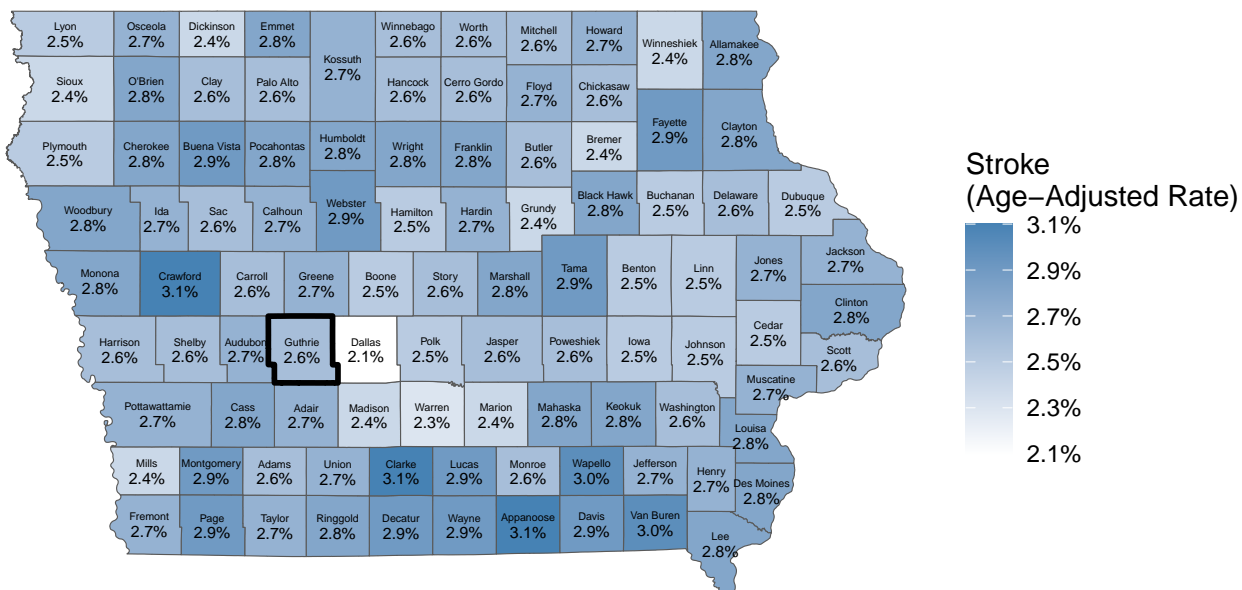 Lyon
2.5%
Osceola
2.7%
Dickinson
2.4%
Emmet
2.8%
Kossuth
2.7%
Winnebago
2.6%
Worth
2.6%
Mitchell
2.6%
Howard
2.7%
Winneshiek
2.4%
Allamakee
2.8%
Sioux
2.4%
O'Brien
2.8%
Clay
2.6%
Palo Alto
2.6%
Hancock
2.6%
Cerro Gordo
2.6%
Floyd
2.7%
Chickasaw
2.6%
Fayette
2.9%
Clayton
2.8%
Plymouth
2.5%
Cherokee
2.8%
Buena Vista
2.9%
Pocahontas
2.8%
Humboldt
2.8%
Wright
2.8%
Franklin
2.8%
Butler
2.6%
Bremer
2.4%
Woodbury
2.8%
Ida
2.7%
Sac
2.6%
Calhoun
2.7%
Webster
2.9%
Hamilton
2.5%
Hardin
2.7%
Grundy
2.4%
Black Hawk
2.8%
Buchanan
2.5%
Delaware
2.6%
Dubuque
2.5%
Monona
2.8%
Crawford
3.1%
Carroll
2.6%
Greene
2.7%
Boone
2.5%
Story
2.6%
Marshall
2.8%
Tama
2.9%
Benton
2.5%
Linn
2.5%
Jones
2.7%
Jackson
2.7%
Clinton
2.8%
Harrison
2.6%
Shelby
2.6%
Audubon
2.7%
Guthrie
2.6%
Dallas
2.1%
Polk
2.5%
Jasper
2.6%
Poweshiek
2.6%
Iowa
2.5%
Johnson
2.5%
Cedar
2.5%
Scott
2.6%
Muscatine
2.7%
Pottawattamie
2.7%
Cass
2.8%
Adair
2.7%
Madison
2.4%
Warren
2.3%
Marion
2.4%
Mahaska
2.8%
Keokuk
2.8%
Washington
2.6%
Louisa
2.8%
Mills
2.4%
Montgomery
2.9%
Adams
2.6%
Union
2.7%
Clarke
3.1%
Lucas
2.9%
Monroe
2.6%
Wapello
3.0%
Jefferson
2.7%
Henry
2.7%
Des Moines
2.8%
Fremont
2.7%
Page
2.9%
Taylor
2.7%
Ringgold
2.8%
Decatur
2.9%
Wayne
2.9%
Appanoose
3.1%
Davis
2.9%
Van Buren
3.0%
Lee
2.8%
Stroke
(Age−Adjusted Rate)
3.1%
2.9%
2.7%
2.5%
2.3%
2.1%